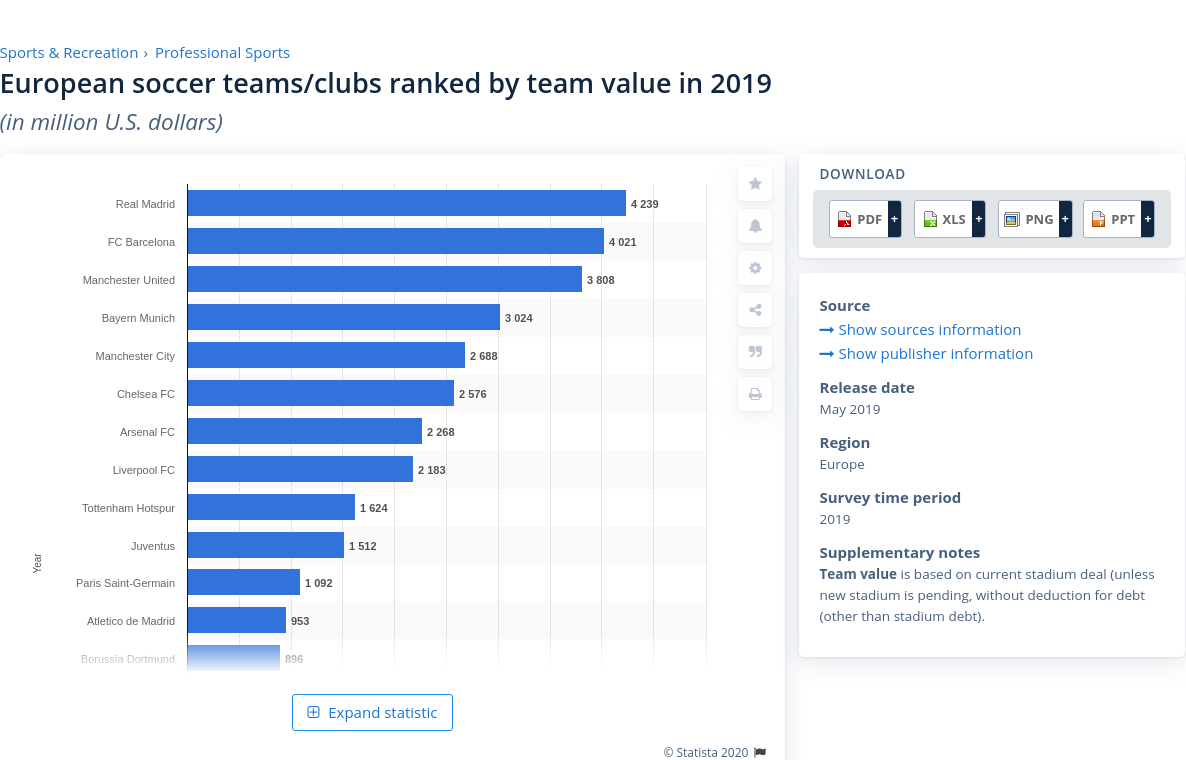 Sports & Recreation › Professional Sports
European soccer teams/clubs ranked by team value in 2019
(in million U.S. dollars)
Real Madrid 4 239
FC Barcelona 4 021
Manchester United 3 808
Bayern Munich 3 024
Manchester City 2 688
Chelsea FC 2 576
Arsenal FC 2 268
Liverpool FC 2 183
Tottenham Hotspur 1 624
Juventus 1 512
Paris Saint-Germain 1 092
Atletico de Madrid 953
Borussia Dortmund 896
Year
Expand statistic
© Statista 2020
DOWNLOAD
PDF + XLS + PNG + PPT +
Source
Show sources information
Show publisher information
Release date
May 2019
Region
Europe
Survey time period
2019
Supplementary notes
Team value is based on current stadium deal (unless
new stadium is pending, without deduction for debt
(other than stadium debt).